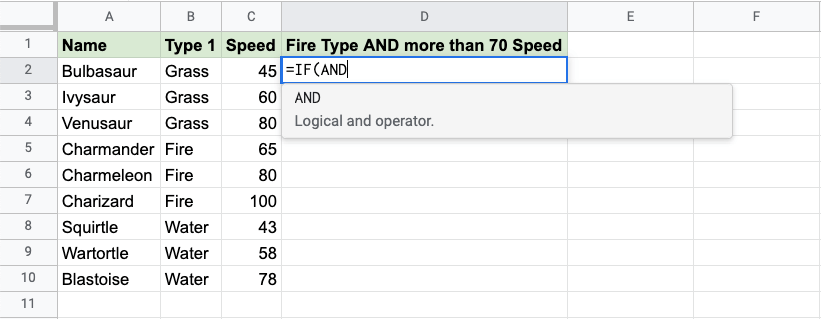 A B C D E F
1 Name Type 1 Speed Fire Type AND more than 70 Speed
2 Bulbasaur Grass 45 =IF(AND
3 Ivysaur Grass 60 AND
Logical and operator.
4 Venusaur Grass 80
5 Charmander Fire 65
6 Charmeleon Fire 80
7 Charizard Fire 100
8 Squirtle Water 43
9 Wartortle Water 58
10 Blastoise Water 78
11